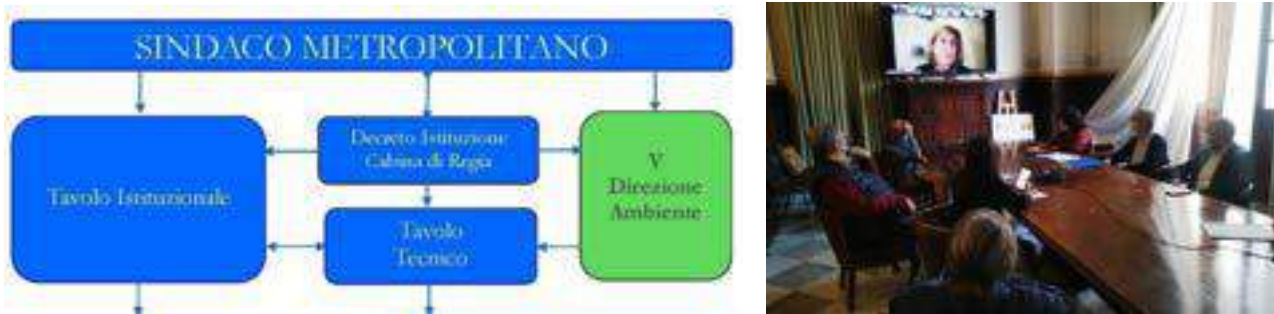 SINDACO METROPOLITANO
Decreto Istituzione
Cabina di Regia
Tavolo Istituzionale
V
Direzione
Ambiente
Tavolo
Tecnico